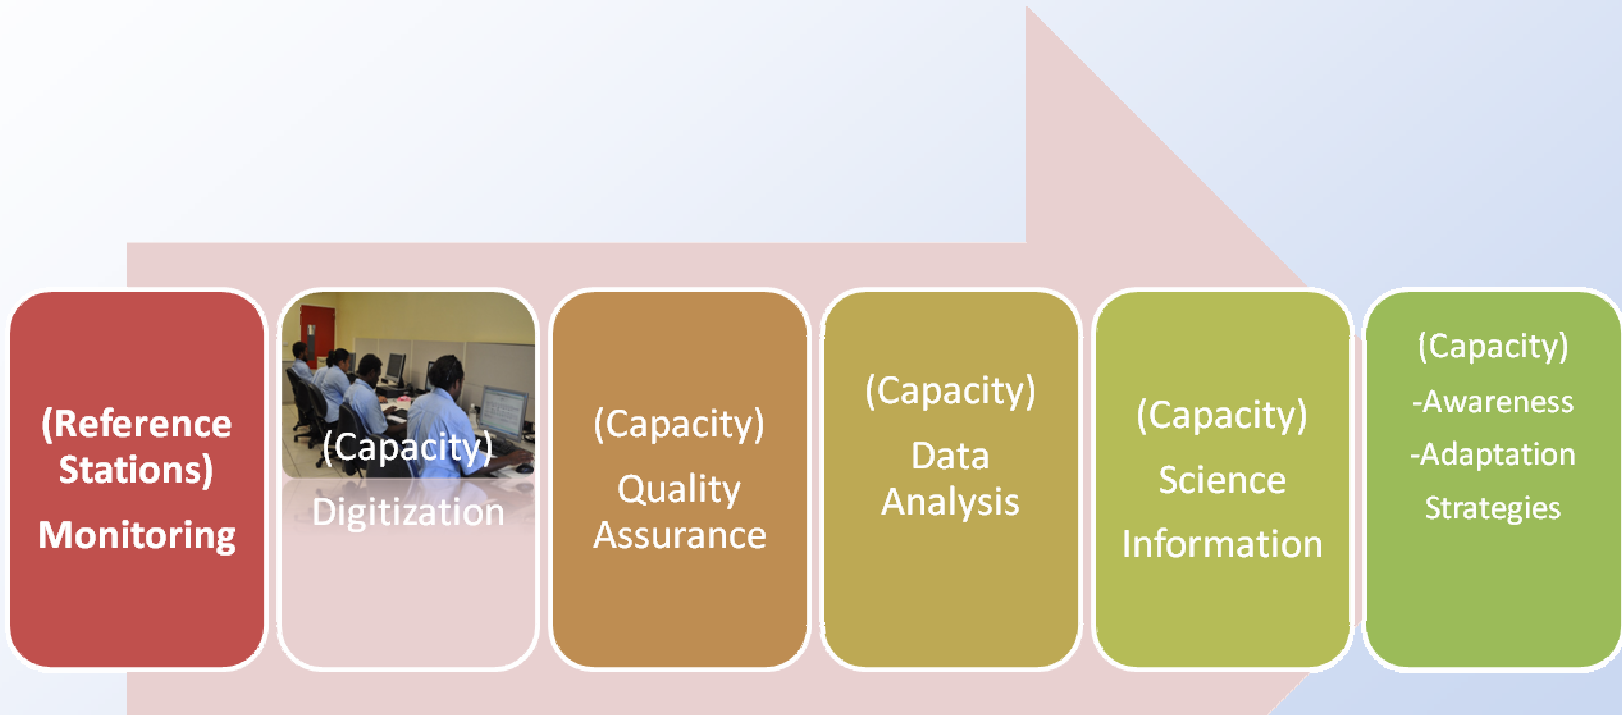 (Reference
Stations)
Monitoring
(Capacity)
Digitization
(Capacity)
Quality
Assurance
(Capacity)
Data
Analysis
(Capacity)
Science
Information
(Capacity)
-Awareness
-Adaptation
Strategies